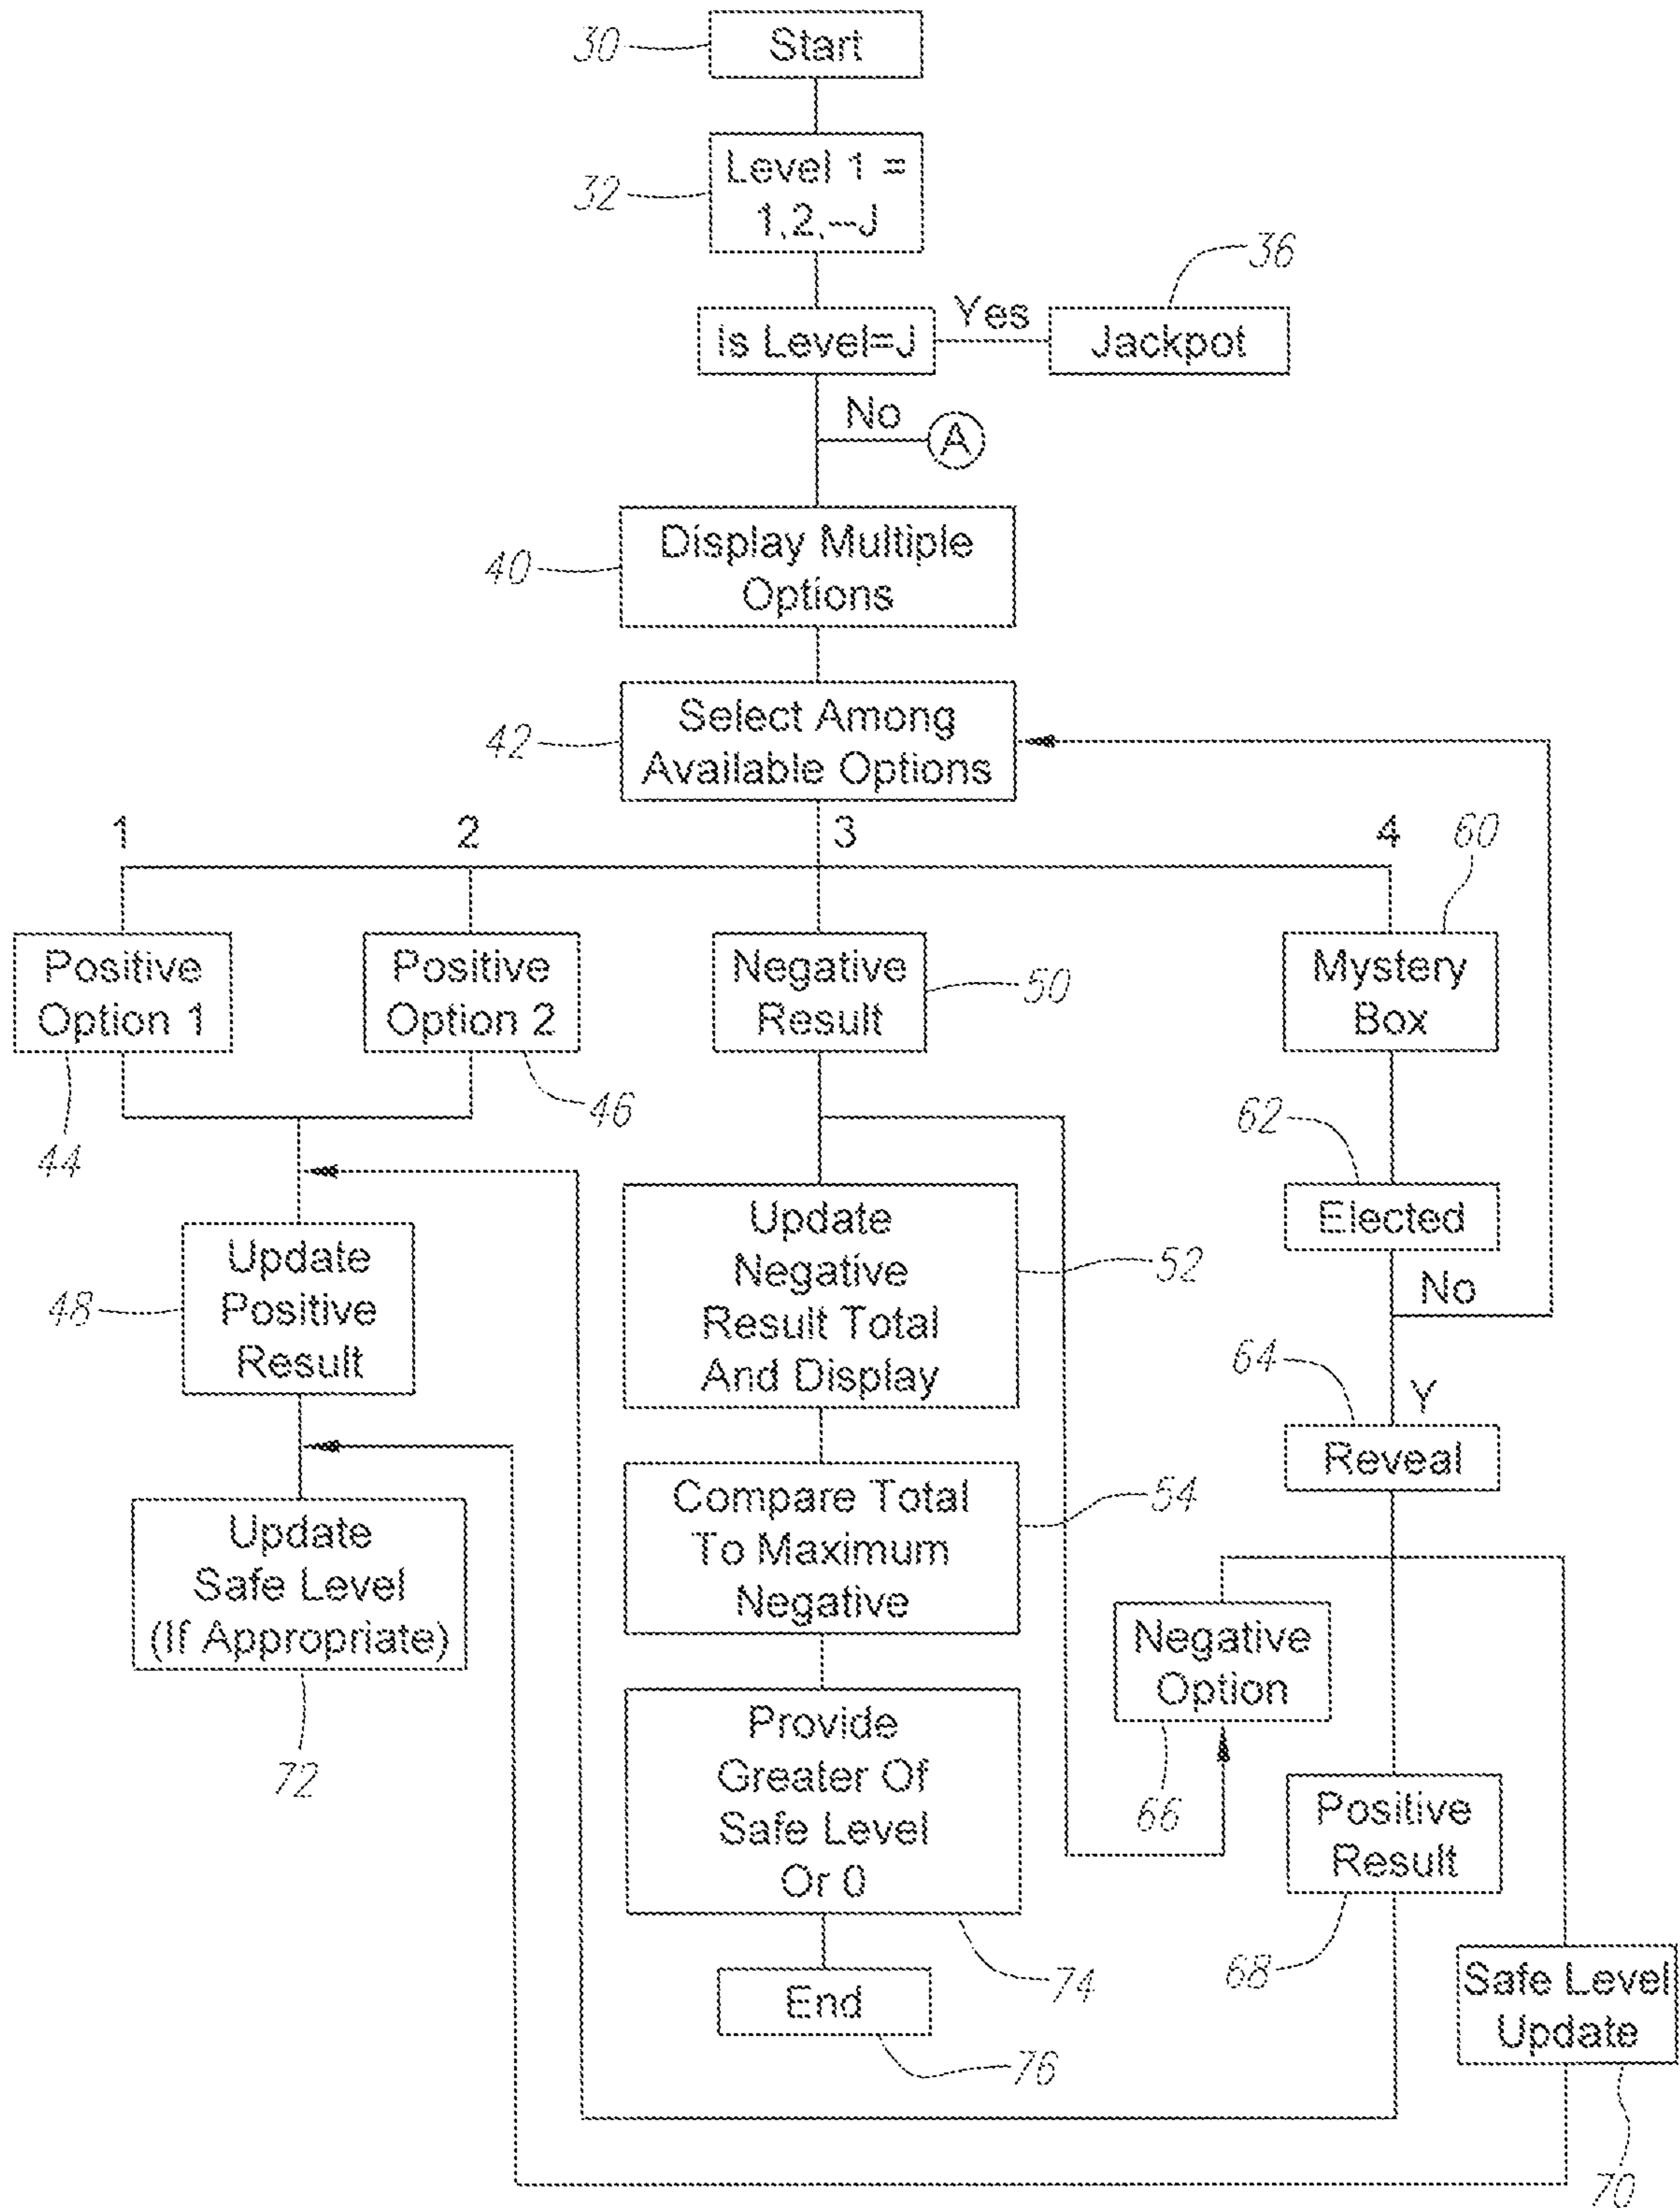 30
Start
32
Level 1 =
1,2,--J
36
is Level=J
Yes
Jackpot
No
A
40
Display Multiple
Options
42
Select Among
Available Options
1
2
3
4
60
Positive
Option 1
Positive
Option 2
Negative
Result
50
Mystery
Box
44
46
62
Elected
No
48
Update
Positive
Result
Update
Negative
Result Total
And Display
52
64
Y
Reveal
Update
Safe Level
(If Appropriate)
72
Compare Total
To Maximum
Negative
54
Negative
Option
66
Provide
Greater Of
Safe Level
Or 0
74
Positive
Result
68
End
76
Safe Level
Update
70